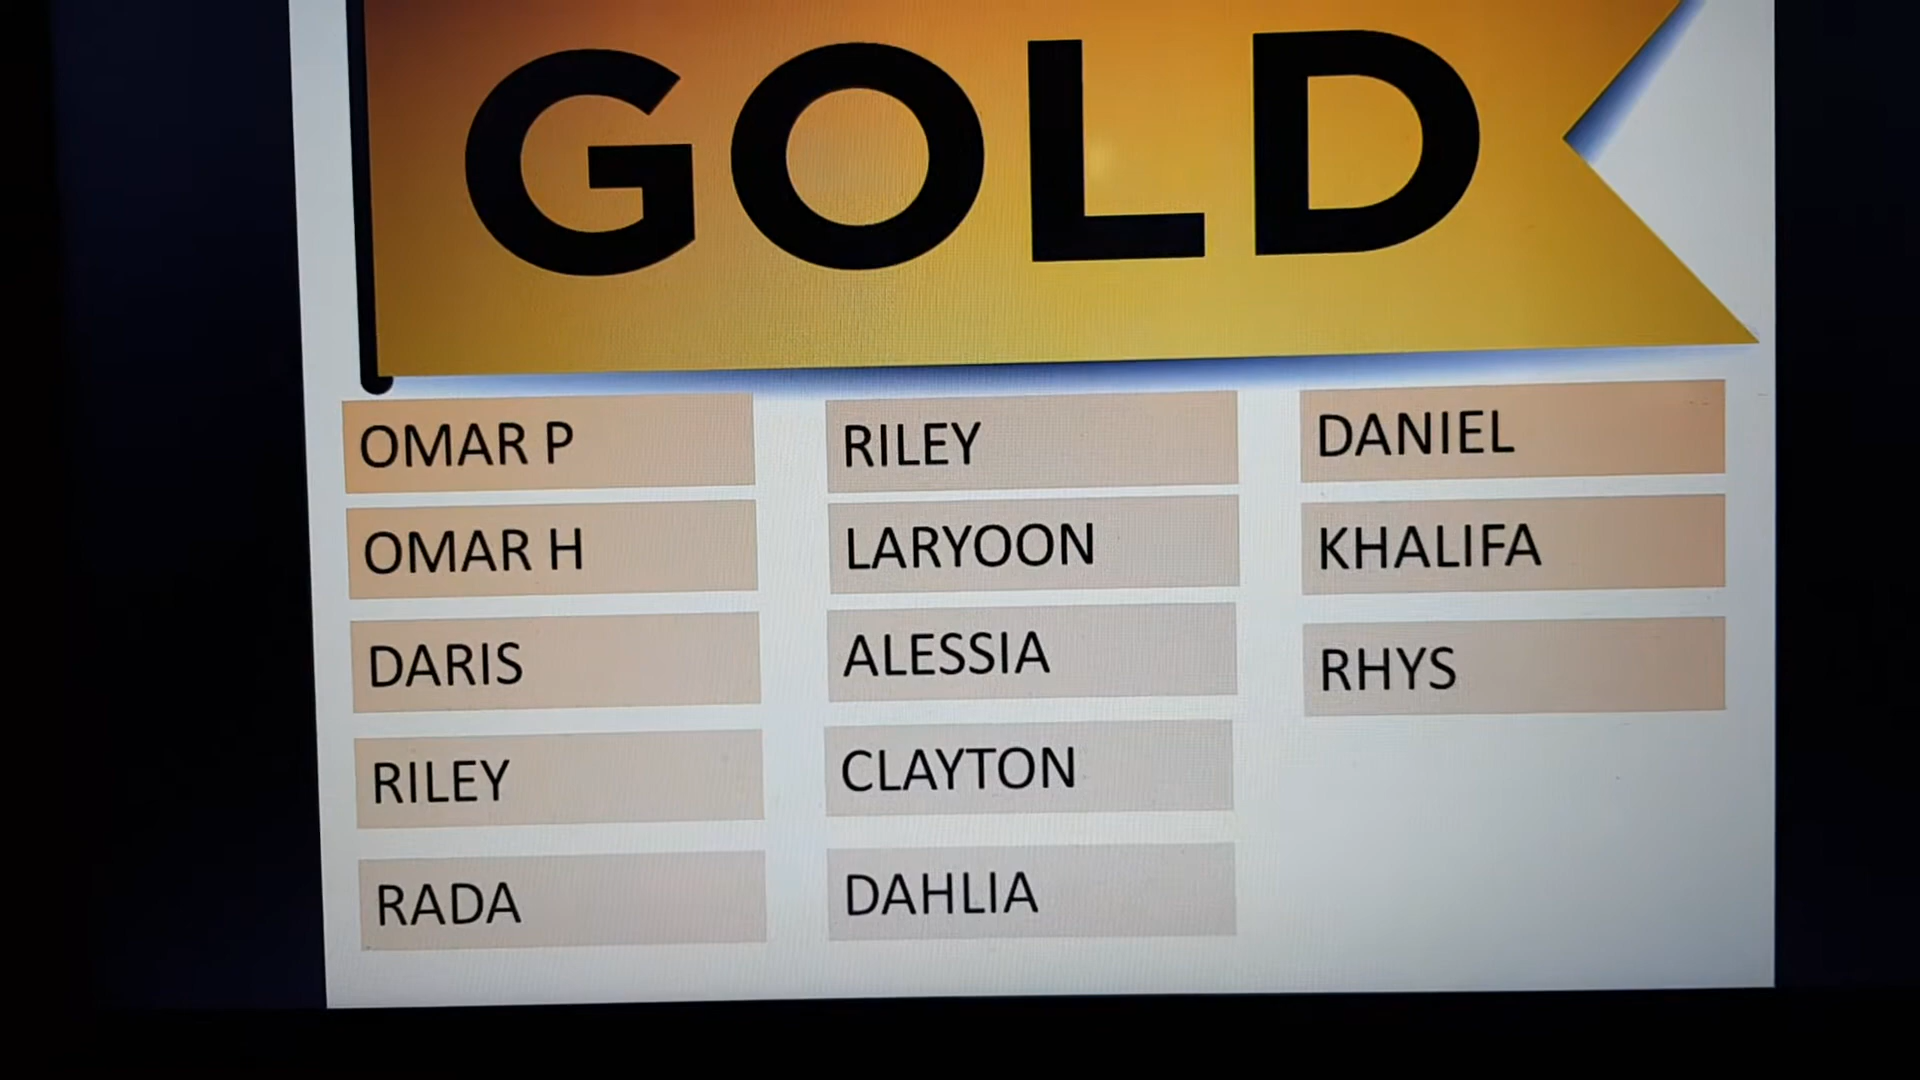 GOLD
OMAR P
OMAR H
DARIS
RILEY
RADA
RILEY
LARYOON
ALESSIA
CLAYTON
DAHLIA
DANIEL
KHALIFA
RHYS